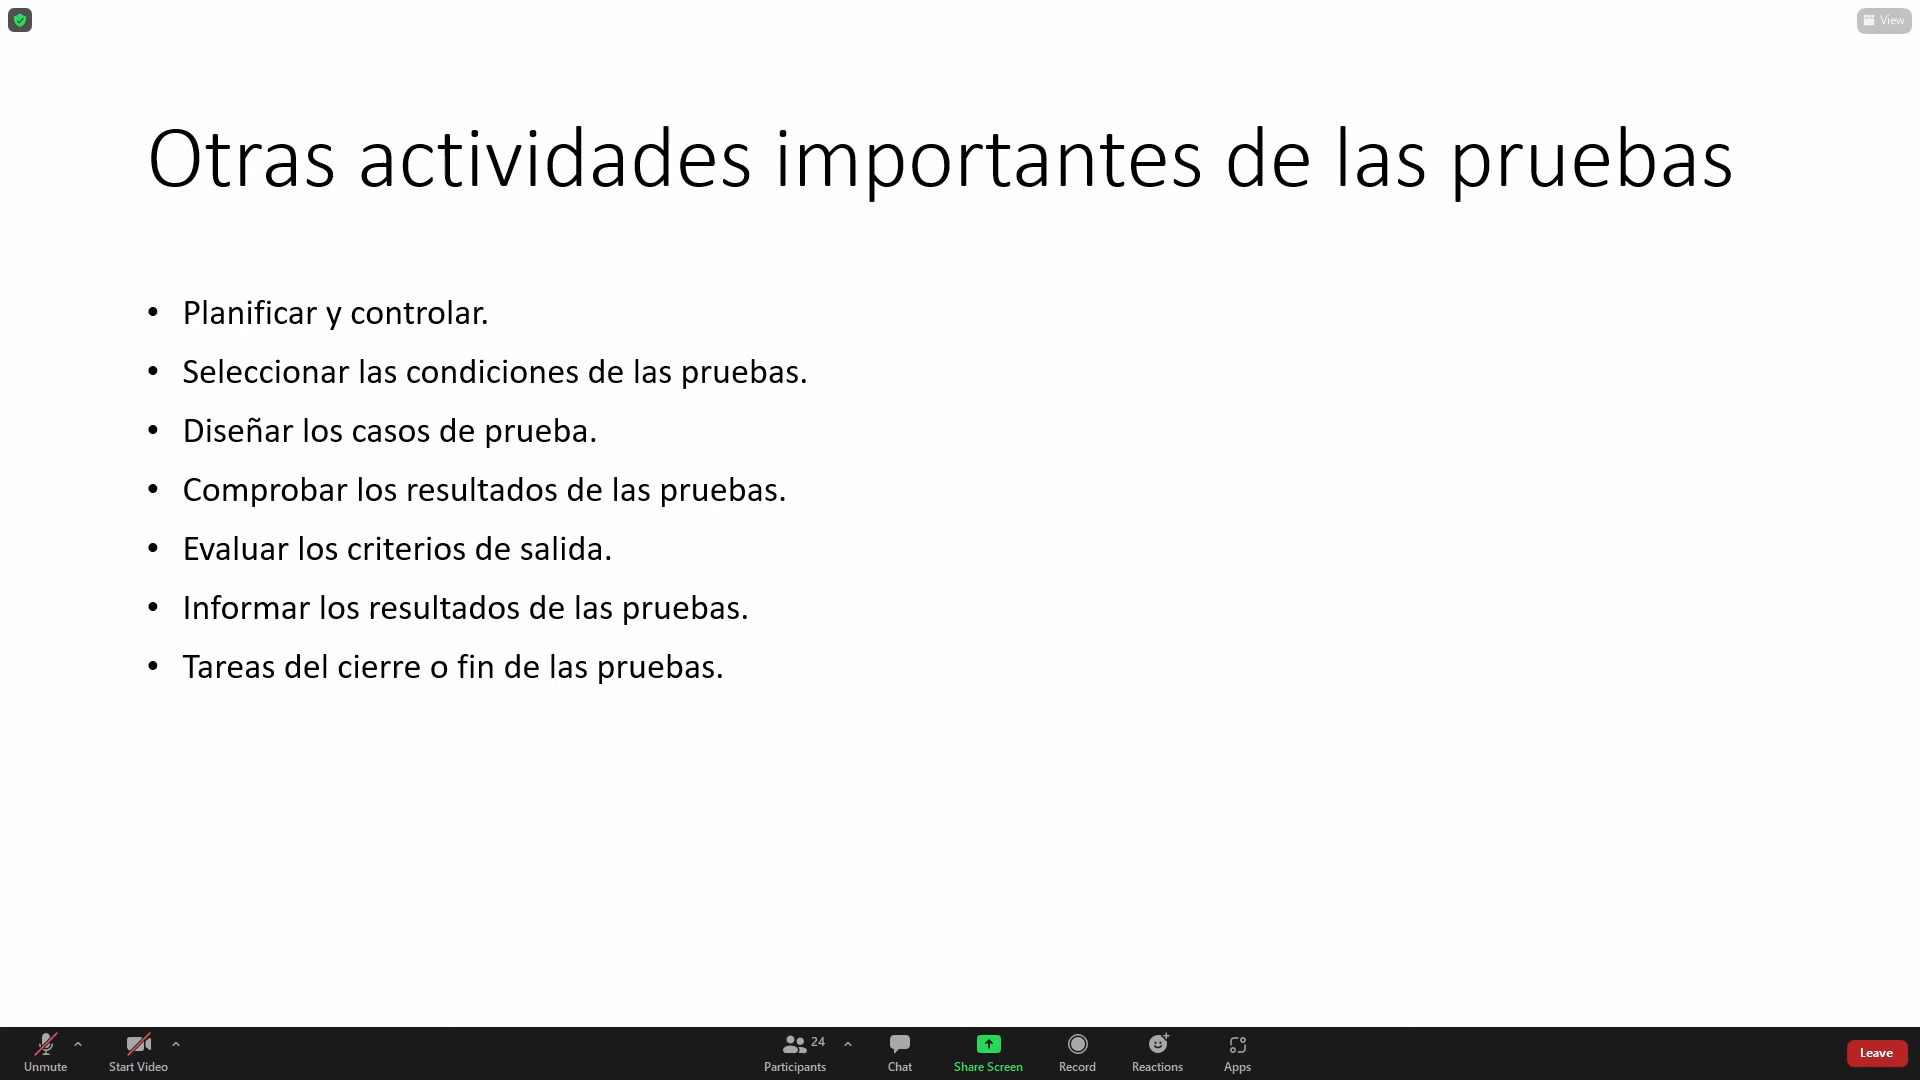 View
Otras actividades importantes de las pruebas
• Planificar y controlar.
• Seleccionar las condiciones de las pruebas.
• Diseñar los casos de prueba.
• Comprobar los resultados de las pruebas.
• Evaluar los criterios de salida.
• Informar los resultados de las pruebas.
• Tareas del cierre o fin de las pruebas.
Unmute Start Video 24 Participants Chat Share Screen Record Reactions Apps Leave